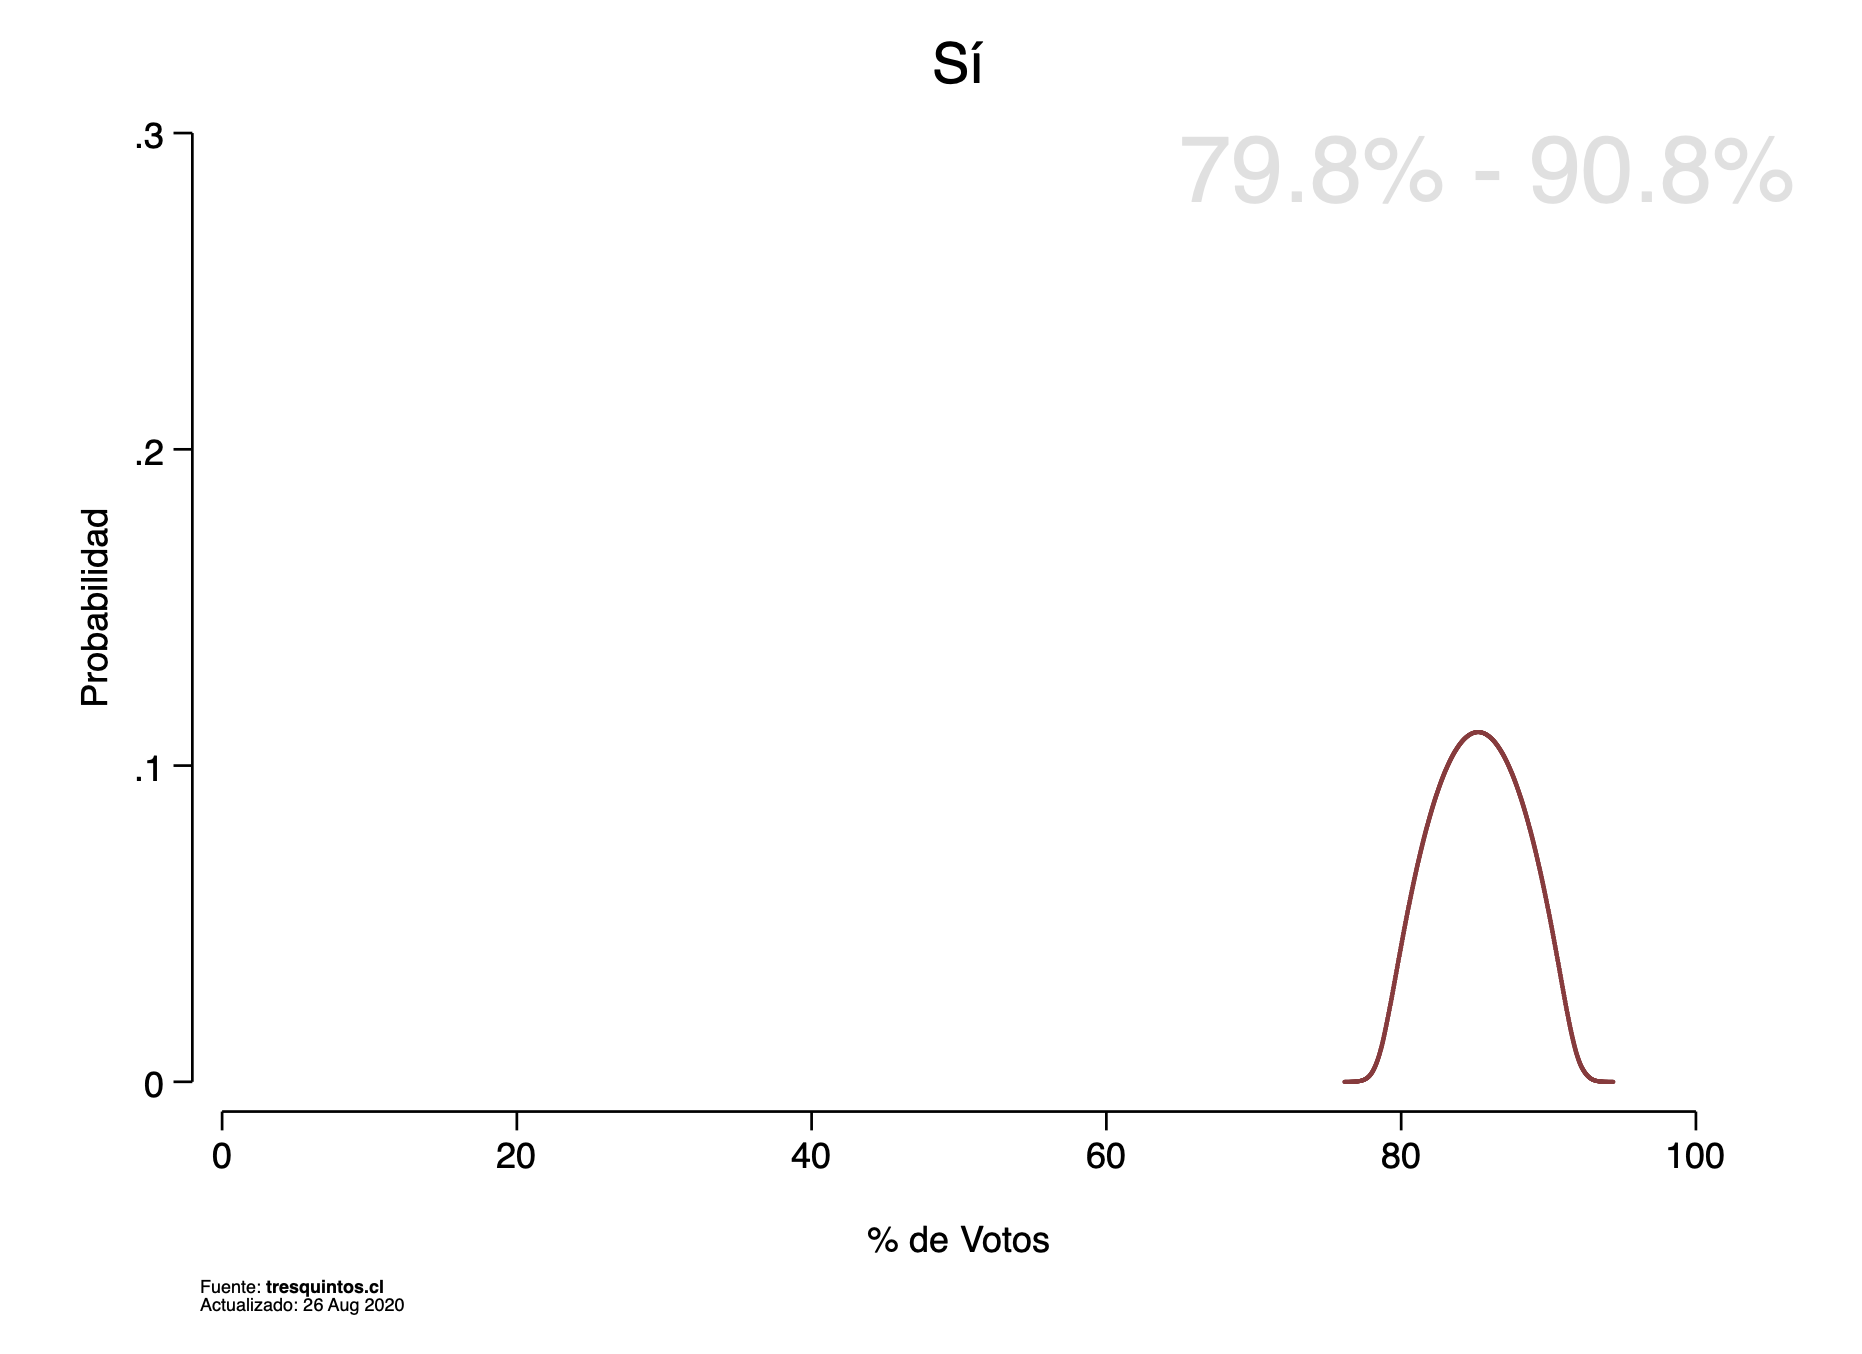 Sí
79.8% - 90.8%
.3
.2
.1
0
Probabilidad
0 20 40 60 80 100
% de Votos
Fuente: tresquintos.cl
Actualizado: 26 Aug 2020